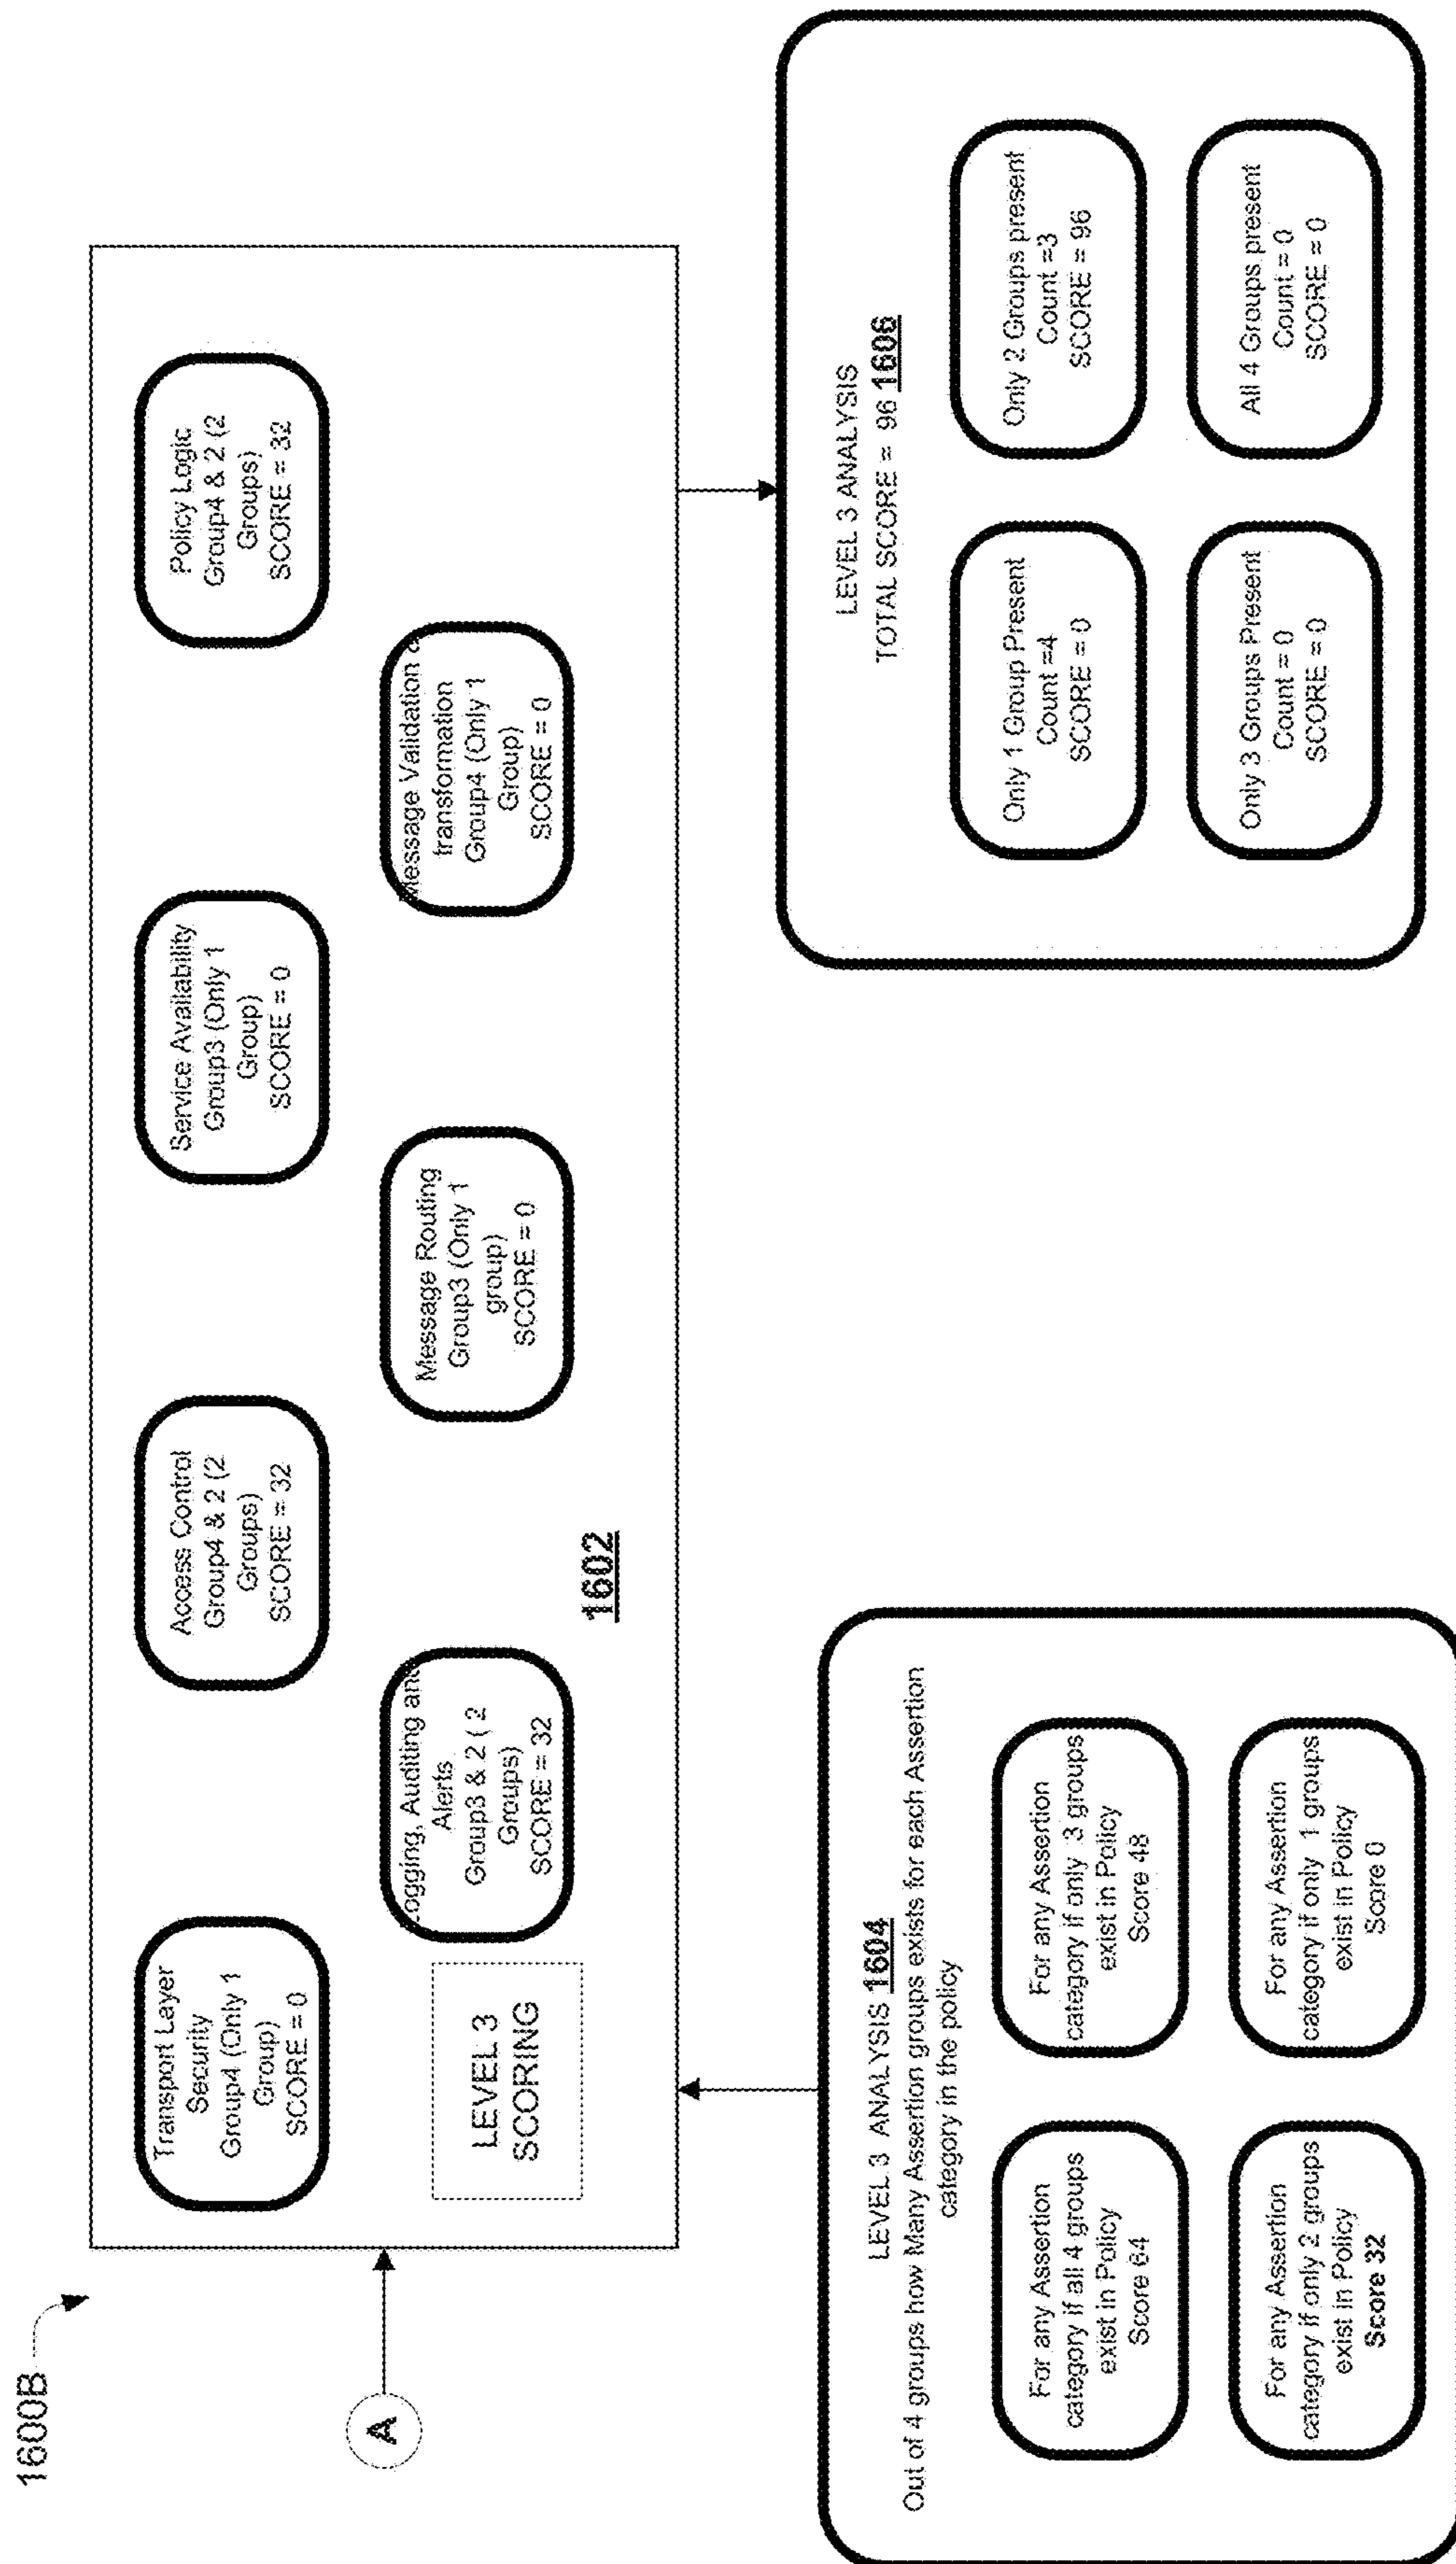 1600B
A
Transport Layer
Security
Group4 (Only 1
Group)
SCORE = 0
Access Control
Group4 & 2 (2
Groups)
SCORE = 32
Service Availability
Group3 (Only 1
Group)
SCORE = 0
Policy Logic
Group4 & 2 (2
Groups)
SCORE = 32
LEVEL 3
SCORING
Logging, Auditing and
Alerts
Group3 & 2 ( 2
Groups)
SCORE = 32
Message Routing
Group3 (Only 1
group)
SCORE = 0
Message Validation
transformation
Group4 (Only 1
Group)
SCORE = 0
1602
LEVEL 3 ANALYSIS 1604
Out of 4 groups how Many Assertion groups exists for each Assertion
category in the policy
For any Assertion
category if all 4 groups
exist in Policy
Score 64
For any Assertion
category if only 3 groups
exist in Policy
Score 48
For any Assertion
category if only 2 groups
exist in Policy
Score 32
For any Assertion
category if only 1 groups
exist in Policy
Score 0
LEVEL 3 ANALYSIS
TOTAL SCORE = 96 1606
Only 1 Group Present
Count =4
SCORE = 0
Only 2 Groups present
Count =3
SCORE = 96
Only 3 Groups Present
Count = 0
SCORE = 0
All 4 Groups present
Count = 0
SCORE = 0